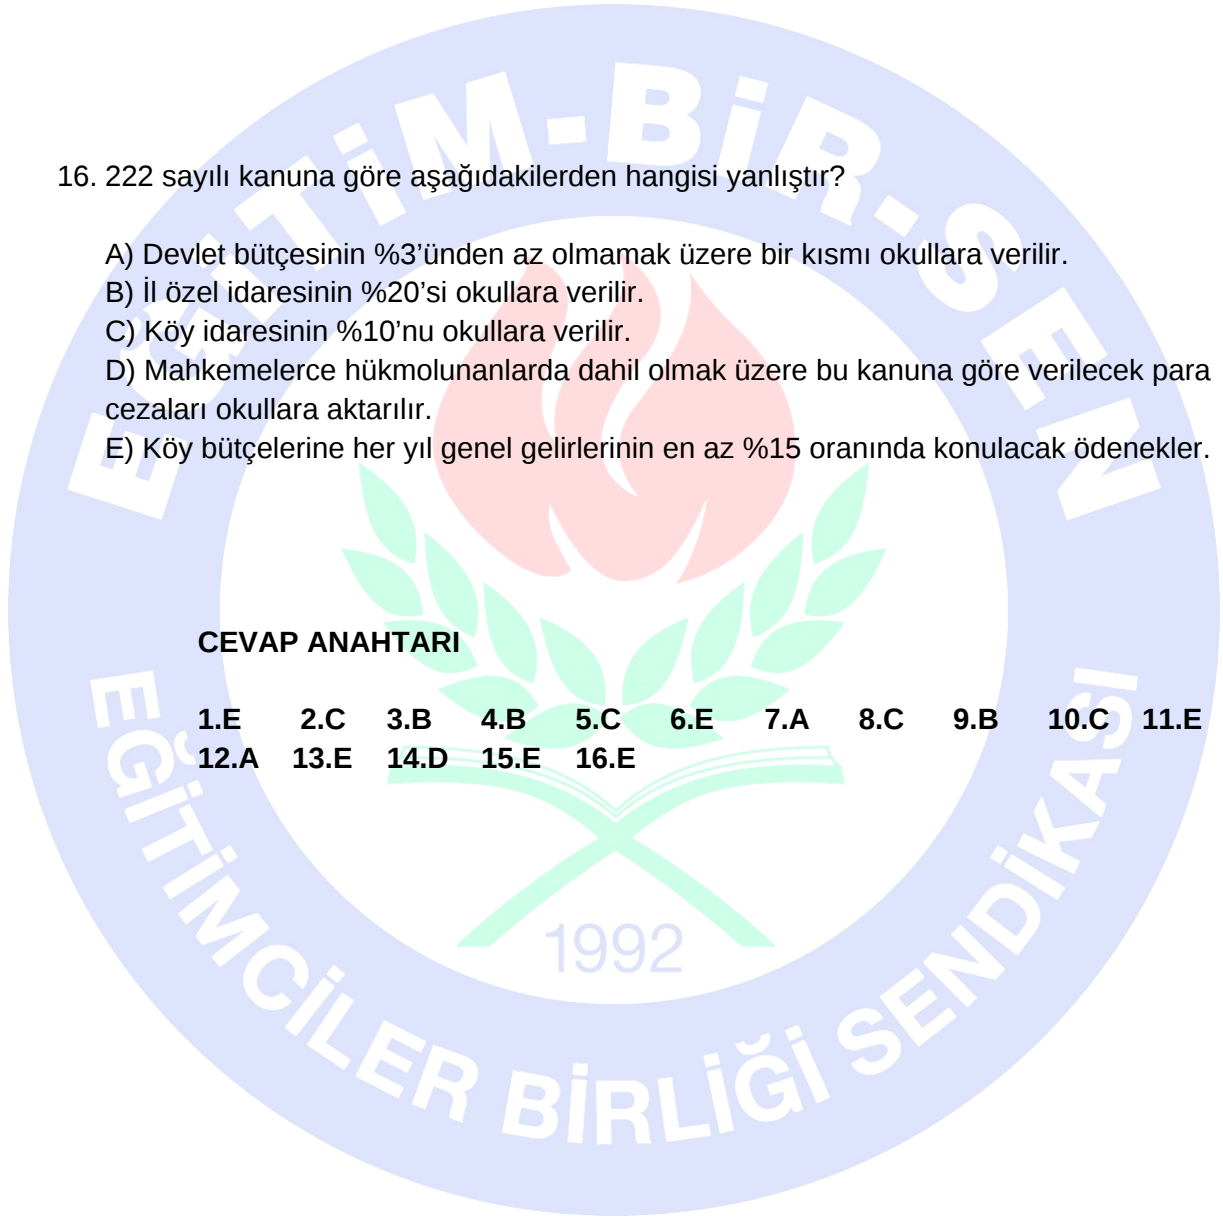 EĞİTİM-BİR-SEN
16. 222 sayılı kanuna göre aşağıdakilerden hangisi yanlıştır?
A) Devlet bütçesinin %3’ünden az olmamak üzere bir kısmı okullara verilir.
B) İl özel idaresinin %20’si okullara verilir.
C) Köy idaresinin %10’nu okullara verilir.
D) Mahkemelerce hükmolunanlarda dahil olmak üzere bu kanuna göre verilecek para
cezaları okullara aktarılır.
E) Köy bütçelerine her yıl genel gelirlerinin en az %15 oranında konulacak ödenekler.
CEVAP ANAHTARI
1.E 2.C 3.B 4.B 5.C 6.E 7.A 8.C 9.B 10.C 11.E
12.A 13.E 14.D 15.E 16.E
1992
EĞİTİMCİLER BİRLİĞİ SENDİKASI